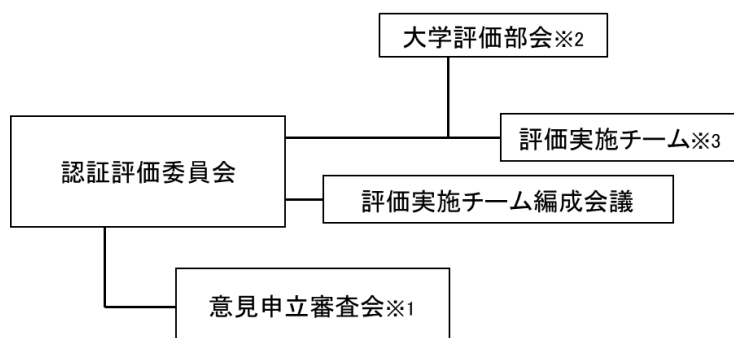 大学評価部会※2
評価実施チーム※3
認証評価委員会
評価実施チーム編成会議
意見申立審査会※1